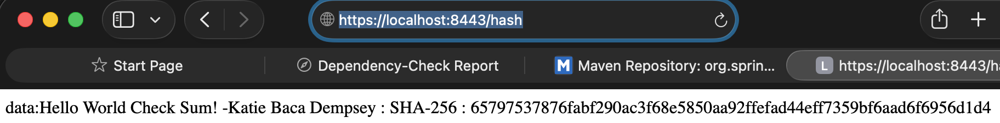 https://localhost:8443/hash
Start Page
Dependency-Check Report
M Maven Repository: org.sprin...
L https://localhost:8443/h
data:Hello World Check Sum! -Katie Baca Dempsey : SHA-256 : 65797537876fabf290ac3f68e5850aa92ffefad44eff7359bf6aad6f6956d1d4